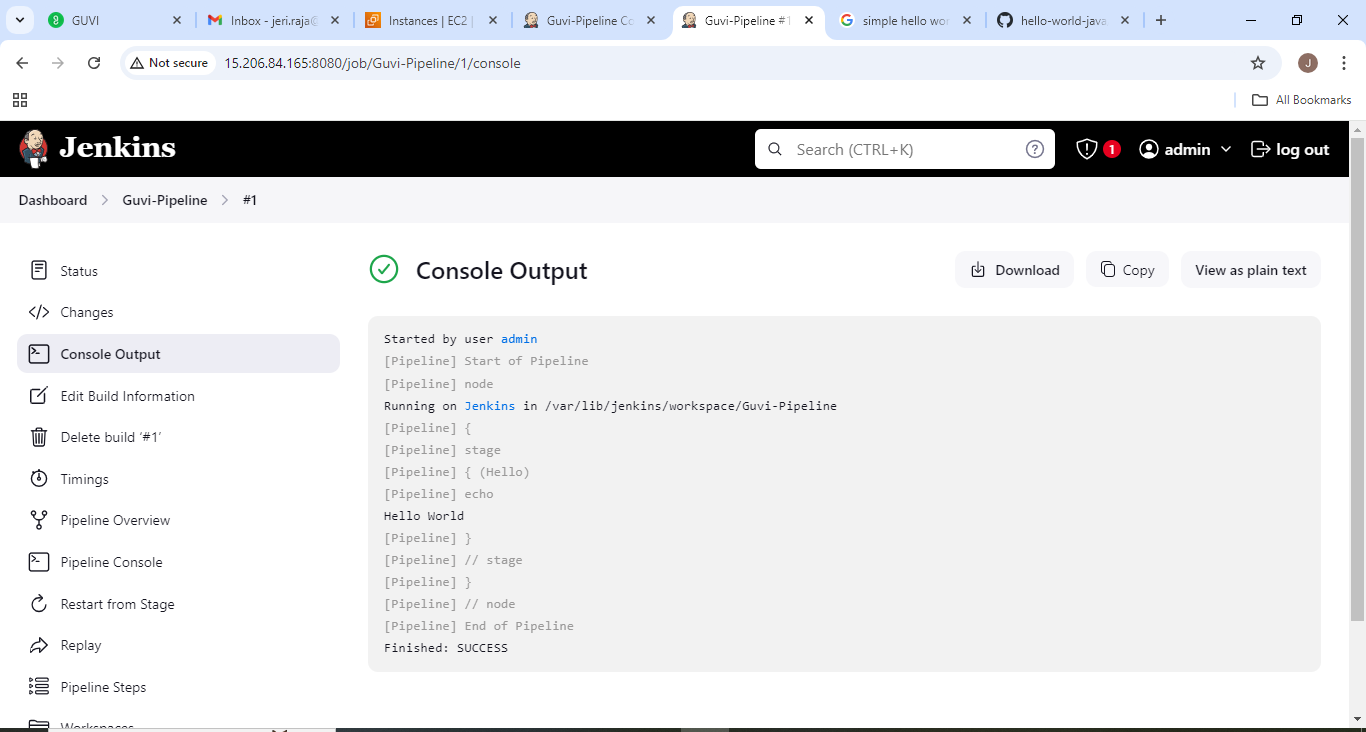 GUVI
Inbox - jeri.raja@
Instances | EC2 |
Guvi-Pipeline Co
Guvi-Pipeline #1
simple hello wor
hello-world-java
Not secure
15.206.84.165:8080/job/Guvi-Pipeline/1/console
J
All Bookmarks
Jenkins
Search (CTRL+K)
1
admin
log out
Dashboard
Guvi-Pipeline
#1
Status
Changes
Console Output
Edit Build Information
Delete build ‘#1’
Timings
Pipeline Overview
Pipeline Console
Restart from Stage
Replay
Pipeline Steps
Workspaces
Console Output
Download
Copy
View as plain text
Started by user admin
[Pipeline] Start of Pipeline
[Pipeline] node
Running on Jenkins in /var/lib/jenkins/workspace/Guvi-Pipeline
[Pipeline] {
[Pipeline] stage
[Pipeline] { (Hello)
[Pipeline] echo
Hello World
[Pipeline] }
[Pipeline] // stage
[Pipeline] }
[Pipeline] // node
[Pipeline] End of Pipeline
Finished: SUCCESS